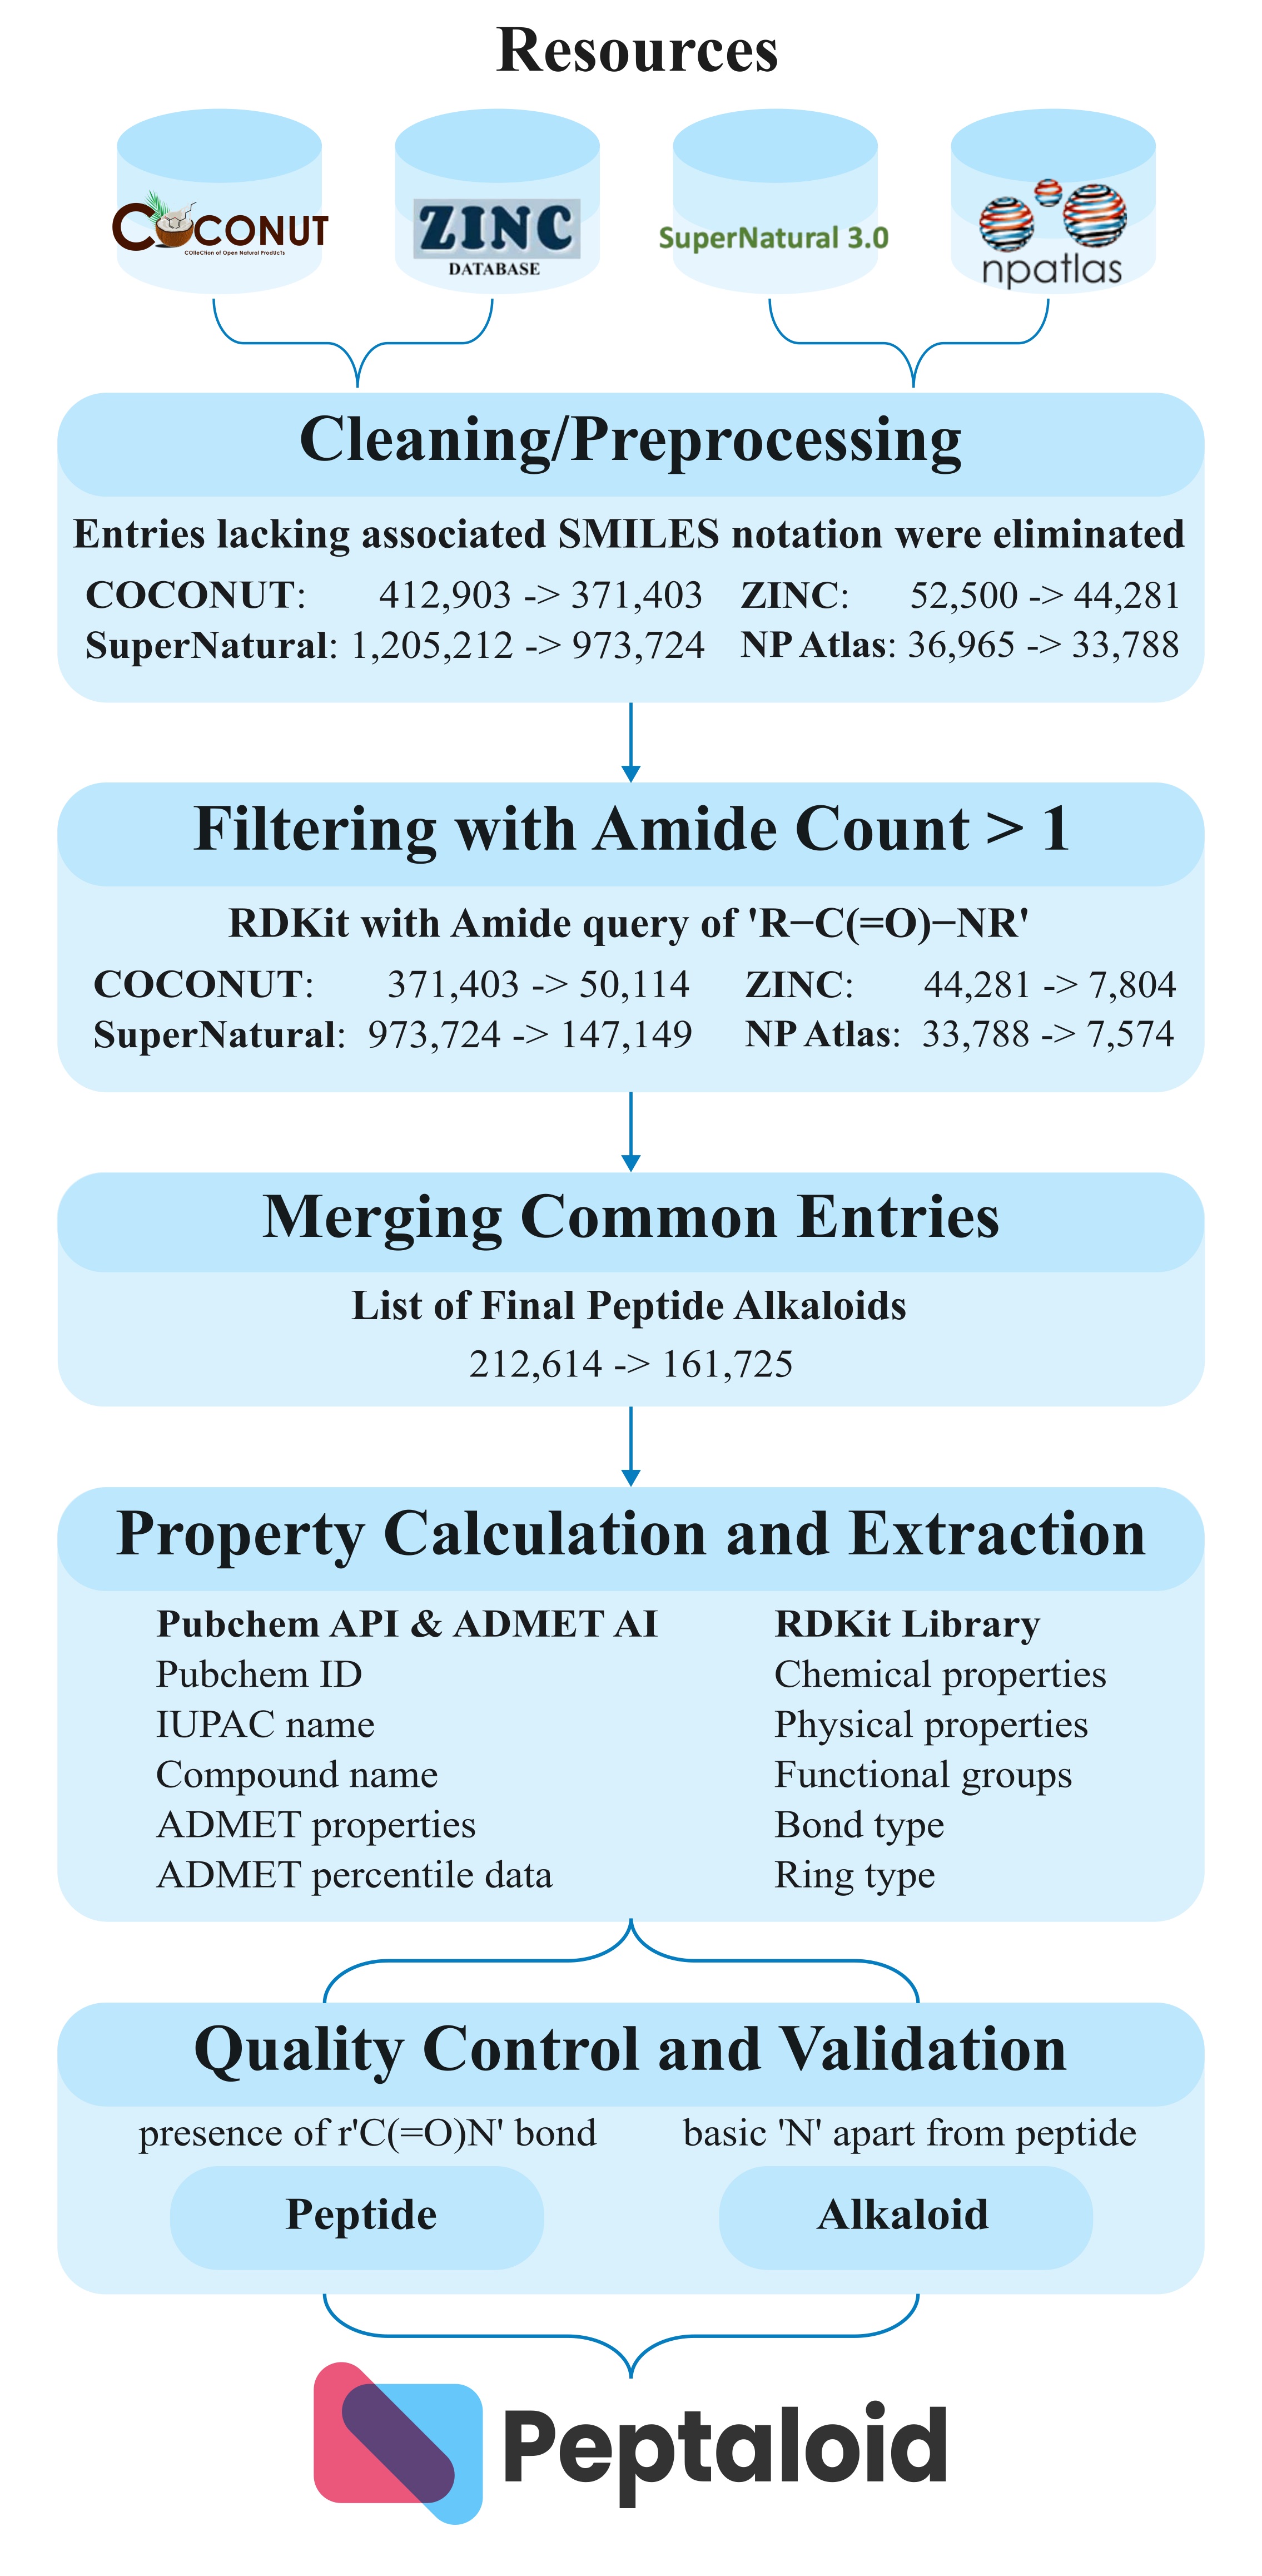 Resources
COCONUT
COlleCtion of Open Natural ProdUcTs
ZINC
DATABASE
SuperNatural 3.0
npatlas
Cleaning/Preprocessing
Entries lacking associated SMILES notation were eliminated
COCONUT: 412,903 -> 371,403 ZINC: 52,500 -> 44,281
SuperNatural: 1,205,212 -> 973,724 NP Atlas: 36,965 -> 33,788
Filtering with Amide Count > 1
RDKit with Amide query of 'R−C(=O)−NR'
COCONUT: 371,403 -> 50,114 ZINC: 44,281 -> 7,804
SuperNatural: 973,724 -> 147,149 NP Atlas: 33,788 -> 7,574
Merging Common Entries
List of Final Peptide Alkaloids
212,614 -> 161,725
Property Calculation and Extraction
Pubchem API & ADMET AI
Pubchem ID
IUPAC name
Compound name
ADMET properties
ADMET percentile data
RDKit Library
Chemical properties
Physical properties
Functional groups
Bond type
Ring type
Quality Control and Validation
presence of r'C(=O)N' bond
Peptide
basic 'N' apart from peptide
Alkaloid
Peptaloid